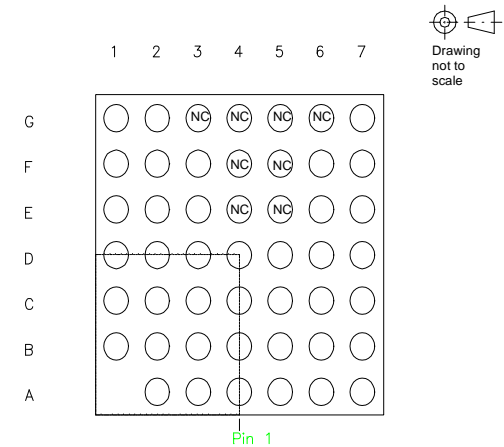 Drawing
not to
scale
1 2 3 4 5 6 7
G NC NC NC NC
F NC NC
E NC NC
D
C
B
A
Pin 1